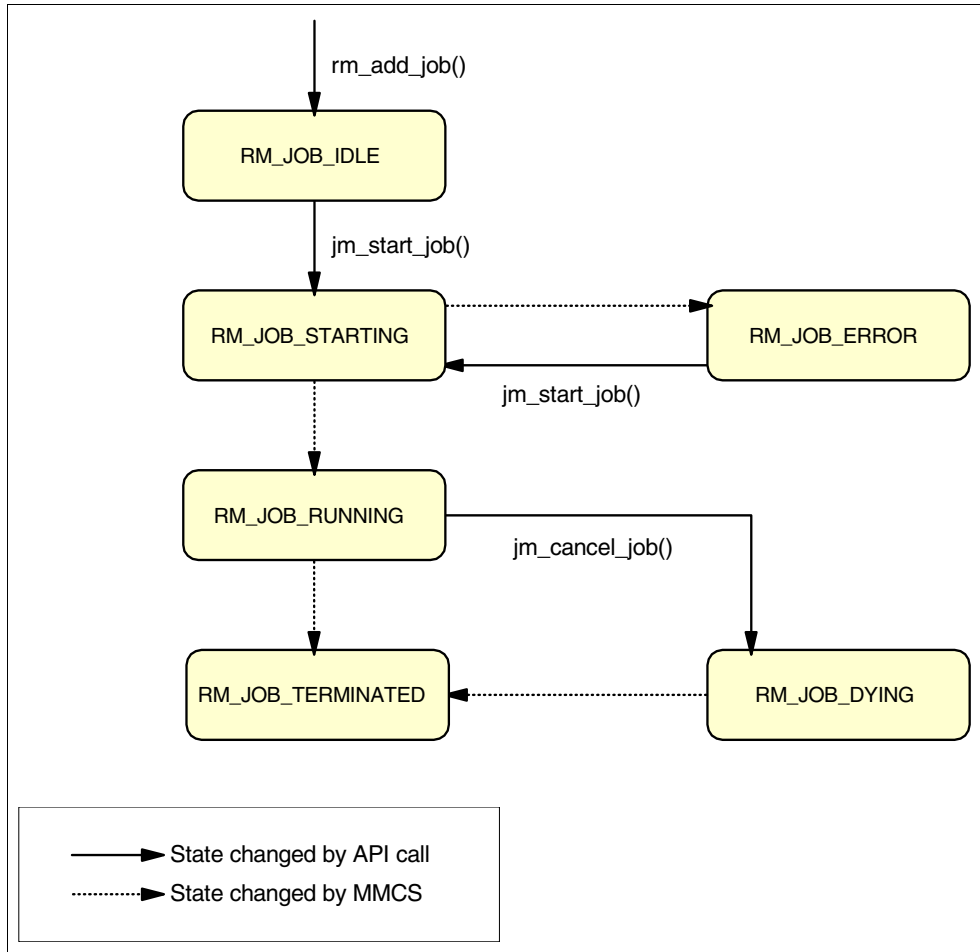 rm_add_job()
RM_JOB_IDLE
jm_start_job()
RM_JOB_STARTING
RM_JOB_ERROR
jm_start_job()
RM_JOB_RUNNING
jm_cancel_job()
RM_JOB_TERMINATED
RM_JOB_DYING
State changed by API call
State changed by MMCS